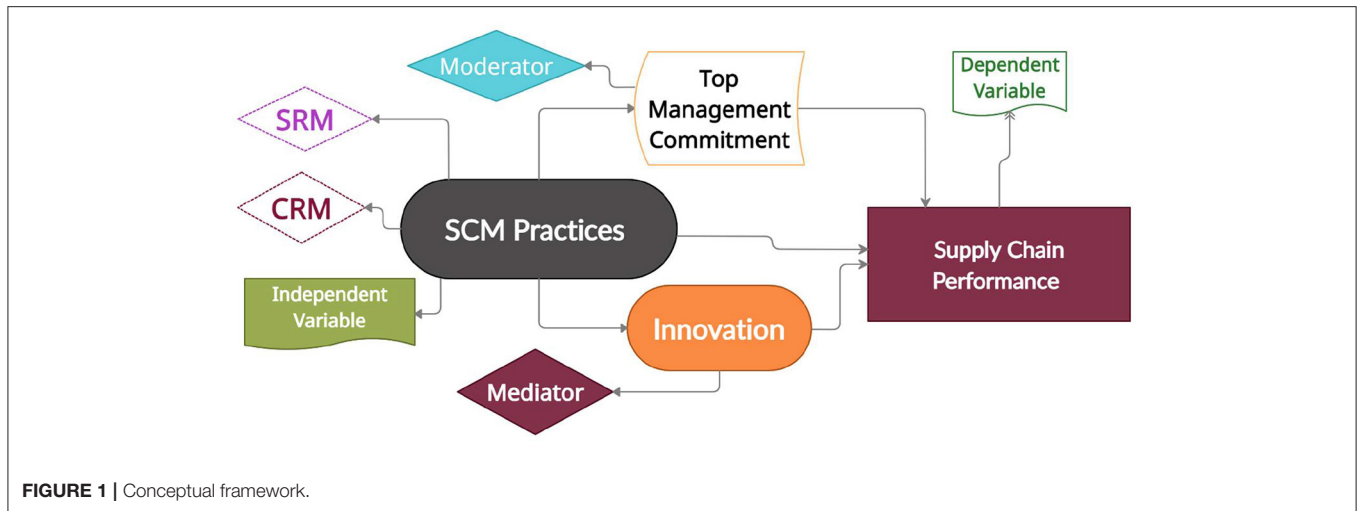 Moderator
Top
Management
Commitment
Dependent
Variable
SRM
CRM
SCM Practices
Supply Chain
Performance
Independent
Variable
Innovation
Mediator
FIGURE 1 | Conceptual framework.